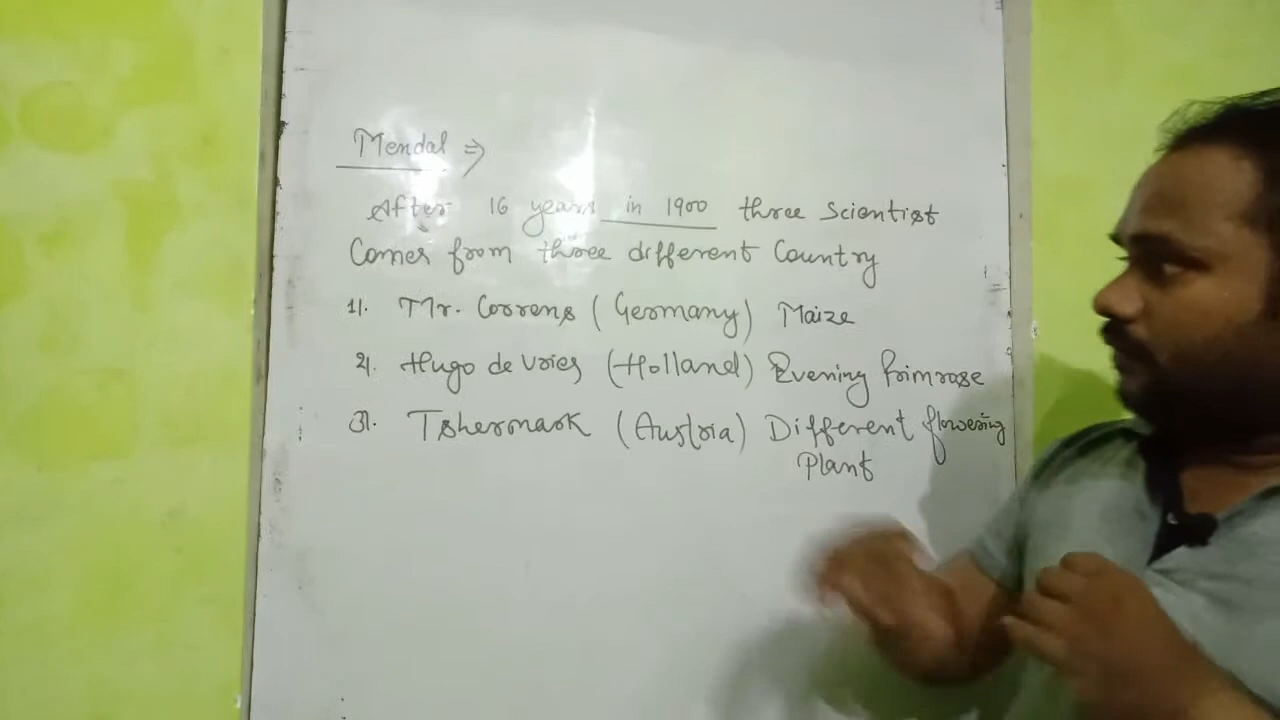 Mendal ⇒
After 16 years in 1900 three Scientist
Comes from three different Country
1). Mr. Correns (Germany) Maize
2). Hugo de Vries (Holland) Evening Primrose
3). Tshermark (Austria) Different flowering
Plant